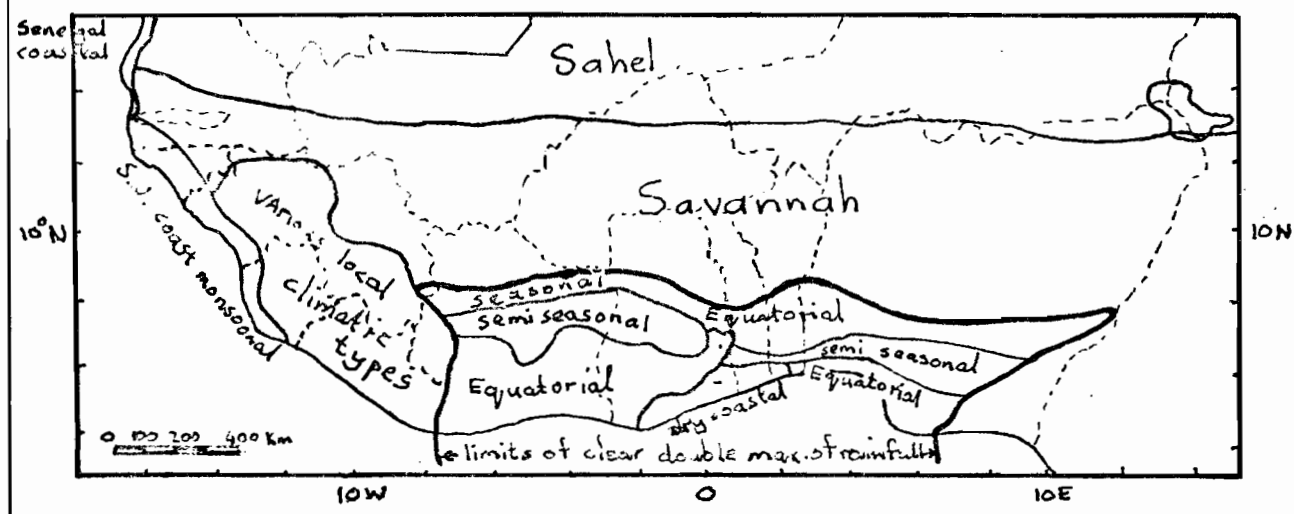 Senegal
coastal
Sahel
Savannah
10°N
10N
S.W. coast monsoonal
VArious local
climatic
types
seasonal
semi seasonal
Equatorial
Equatorial
semi seasonal
Equatorial
dry coastal
0 100 200 400 Km
limits of clear double max. of rainfall
10W
0
10E